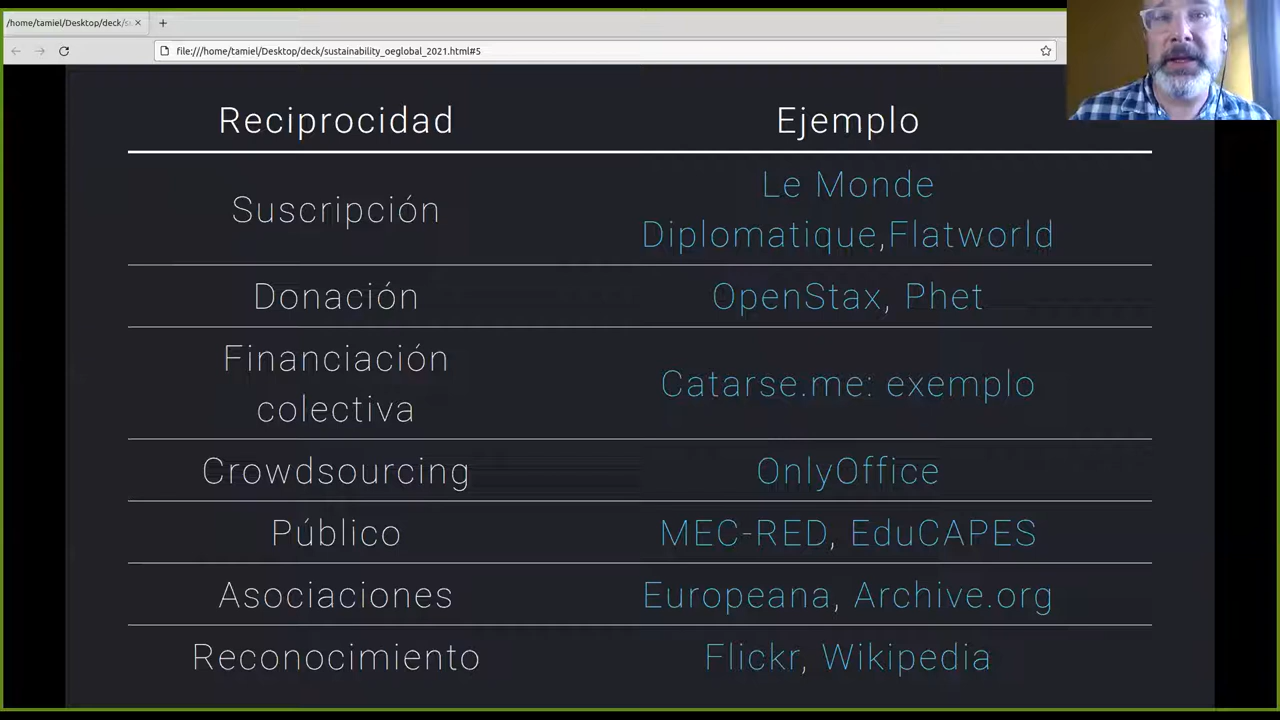 /home/tamiel/Desktop/deck/su
file:///home/tamiel/Desktop/deck/sustainability_oeglobal_2021.html#5
Reciprocidad Ejemplo
Suscripción Le Monde
Diplomatique,Flatworld
Donación OpenStax, Phet
Financiación
colectiva Catarse.me: exemplo
Crowdsourcing OnlyOffice
Público MEC-RED, EduCAPES
Asociaciones Europeana, Archive.org
Reconocimiento Flickr, Wikipedia